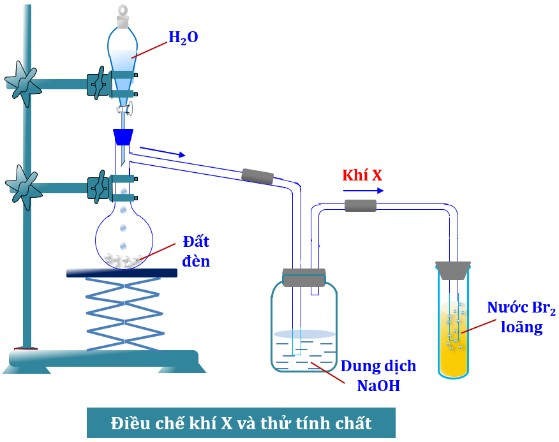 H₂O
Khí X
Đất
đèn
Nước Br₂
loãng
Dung dịch
NaOH
Điều chế khí X và thử tính chất